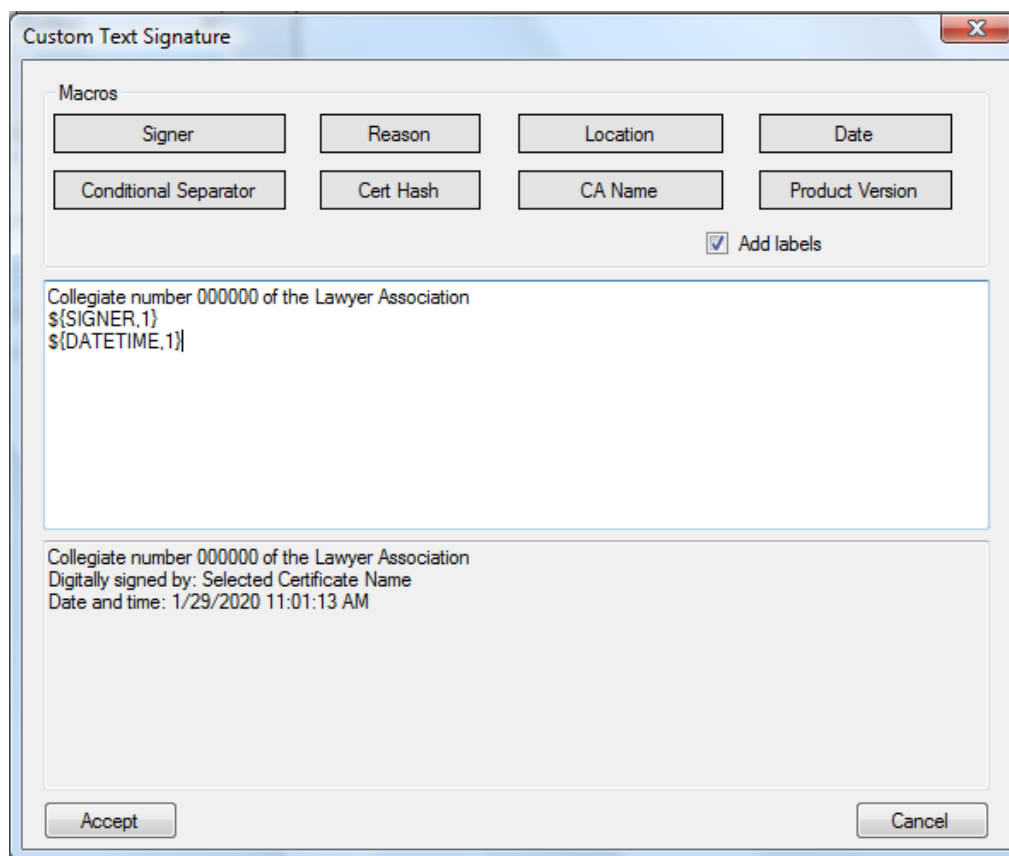 Custom Text Signature
Macros
Signer Reason Location Date
Conditional Separator Cert Hash CA Name Product Version
Add labels
Collegiate number 000000 of the Lawyer Association
${SIGNER,1}
${DATETIME,1}
Collegiate number 000000 of the Lawyer Association
Digitally signed by: Selected Certificate Name
Date and time: 1/29/2020 11:01:13 AM
Accept Cancel